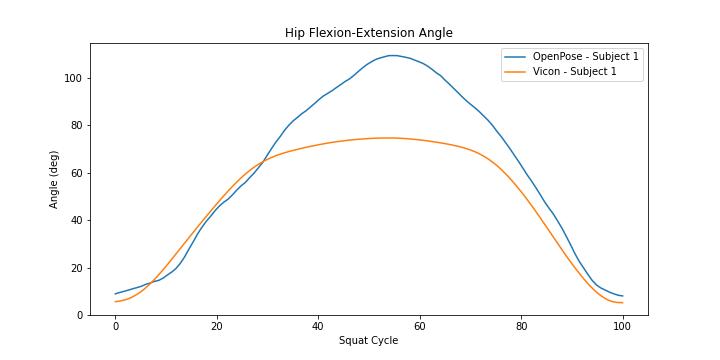 Hip Flexion-Extension Angle
OpenPose - Subject 1
Vicon - Subject 1
Angle (deg)
100
80
60
40
20
0
0 20 40 60 80 100
Squat Cycle